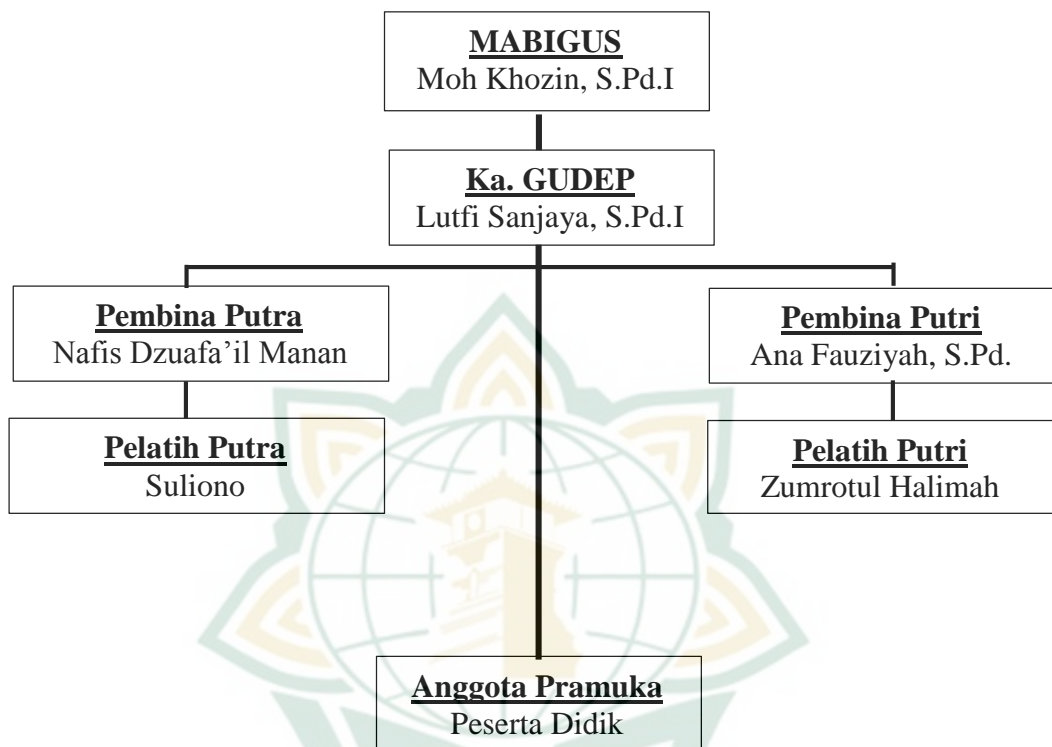 MABIGUS
Moh Khozin, S.Pd.I
Ka. GUDEP
Lutfi Sanjaya, S.Pd.I
Pembina Putra
Nafis Dzuafa’il Manan
Pembina Putri
Ana Fauziyah, S.Pd.
Pelatih Putra
Suliono
Pelatih Putri
Zumrotul Halimah
Anggota Pramuka
Peserta Didik